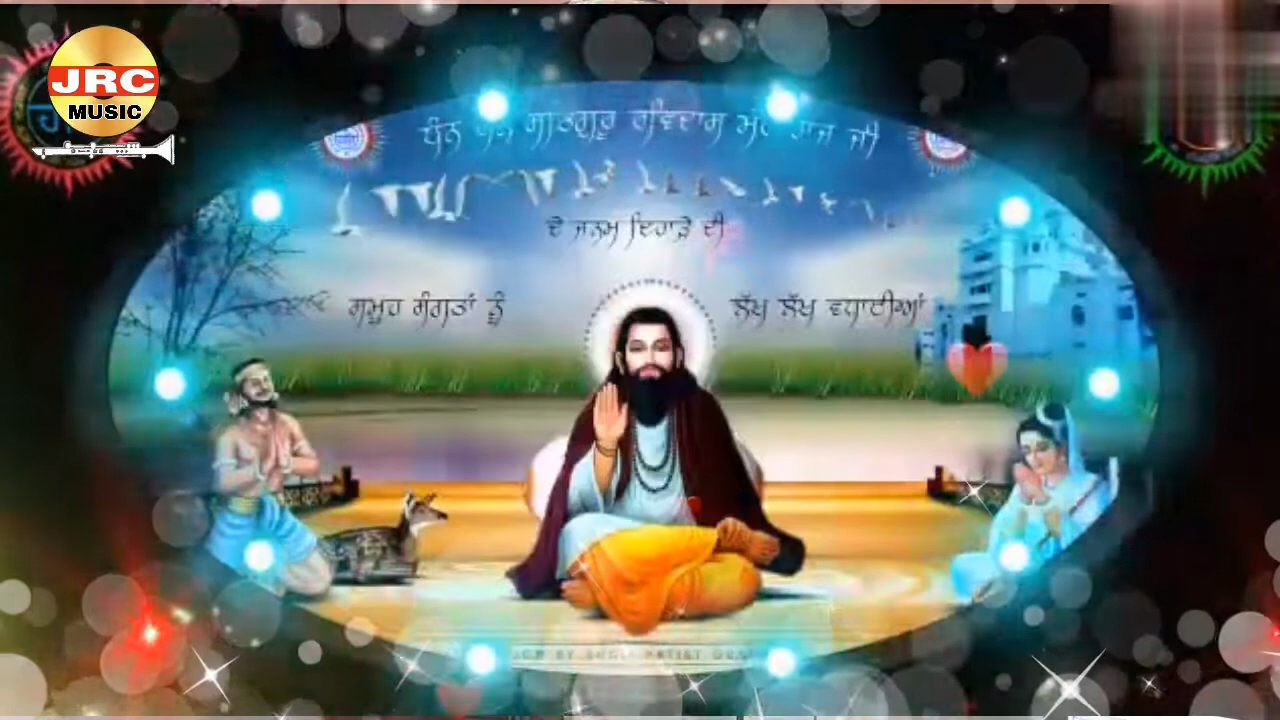 JRC
MUSIC
ਧੰਨ ਧੰਨ ਸਤਿਗੁਰੂ ਰਵਿਦਾਸ ਮਹਾਰਾਜ ਜੀ
ਦੇ ਜਨਮ ਦਿਹਾੜੇ ਦੀ
ਸਮੂਹ ਸੰਗਤਾਂ ਨੂੰ
ਲੱਖ ਲੱਖ ਵਧਾਈਆਂ